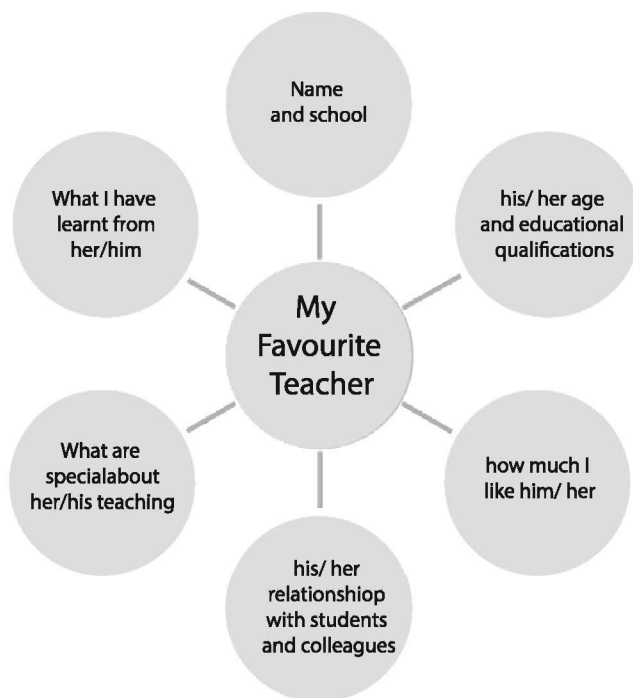 Name
and school
his/ her age
and educational
qualifications
how much I
like him/ her
his/ her
relationshiop
with students
and colleagues
What are
specialabout
her/his teaching
What I have
learnt from
her/him
My
Favourite
Teacher